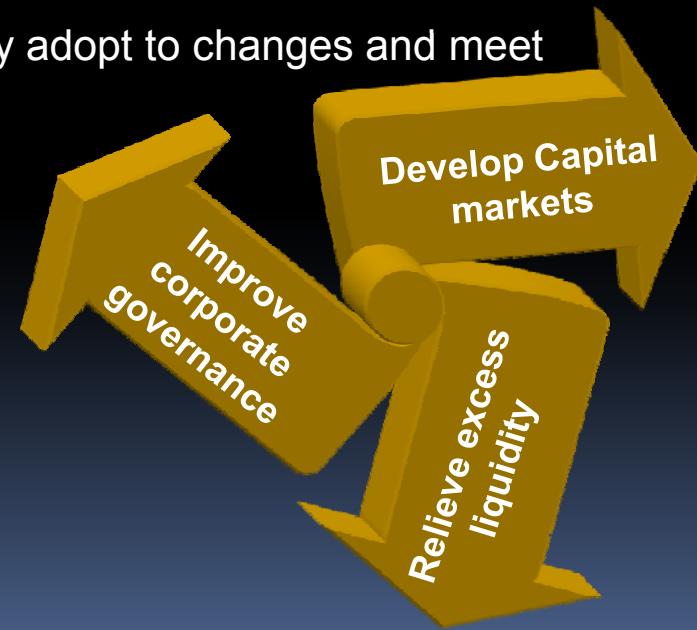 y adopt to changes and meet
Develop Capital
markets
Improve
corporate
governance
Relieve excess
liquidity